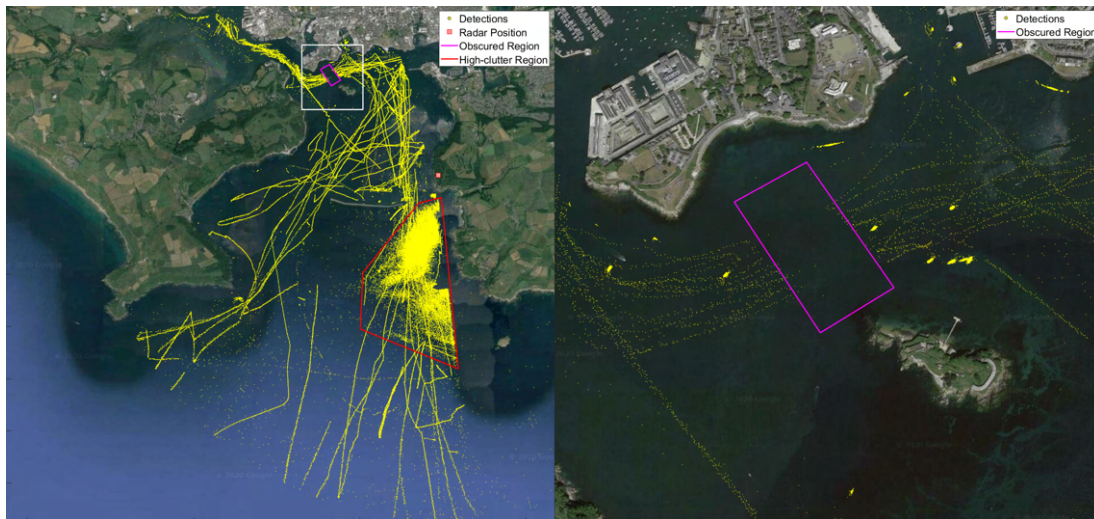 Detections
Radar Position
Obscured Region
High-clutter Region
Detections
Obscured Region